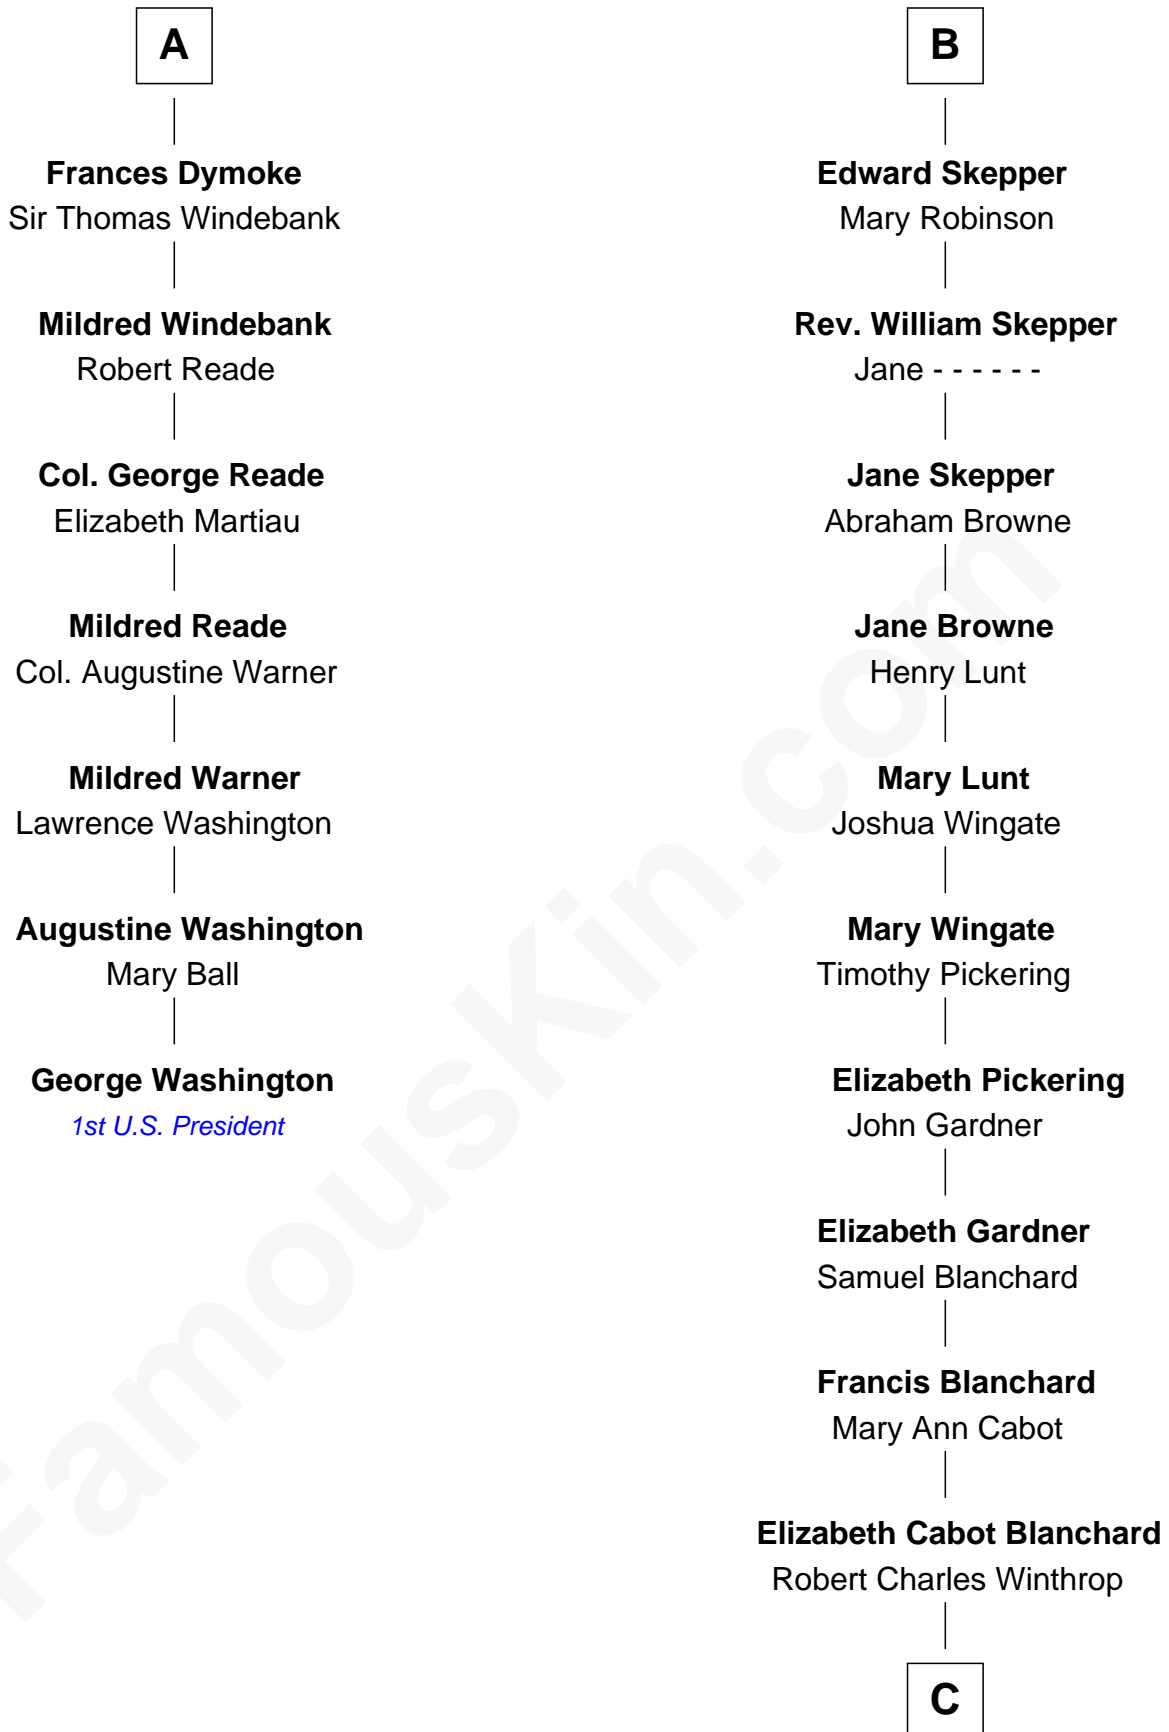 A
Frances Dymoke
Sir Thomas Windebank
Mildred Windebank
Robert Reade
Col. George Reade
Elizabeth Martiau
Mildred Reade
Col. Augustine Warner
Mildred Warner
Lawrence Washington
Augustine Washington
Mary Ball
George Washington
1st U.S. President
B
Edward Skepper
Mary Robinson
Rev. William Skepper
Jane - - - - - -
Jane Skepper
Abraham Browne
Jane Browne
Henry Lunt
Mary Lunt
Joshua Wingate
Mary Wingate
Timothy Pickering
Elizabeth Pickering
John Gardner
Elizabeth Gardner
Samuel Blanchard
Francis Blanchard
Mary Ann Cabot
Elizabeth Cabot Blanchard
Robert Charles Winthrop
C
FamousKin.com